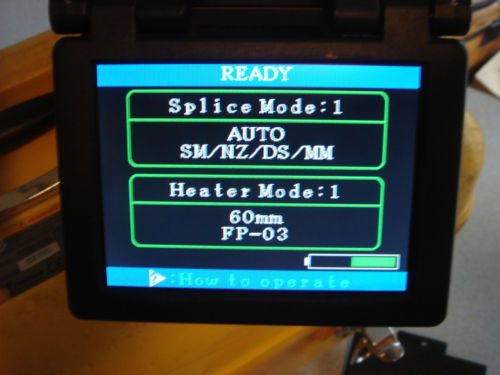 READY
Splice Mode:1
AUTO
SM/NZ/DS/MM
Heater Mode:1
60mm
FP-03
?:How to operate